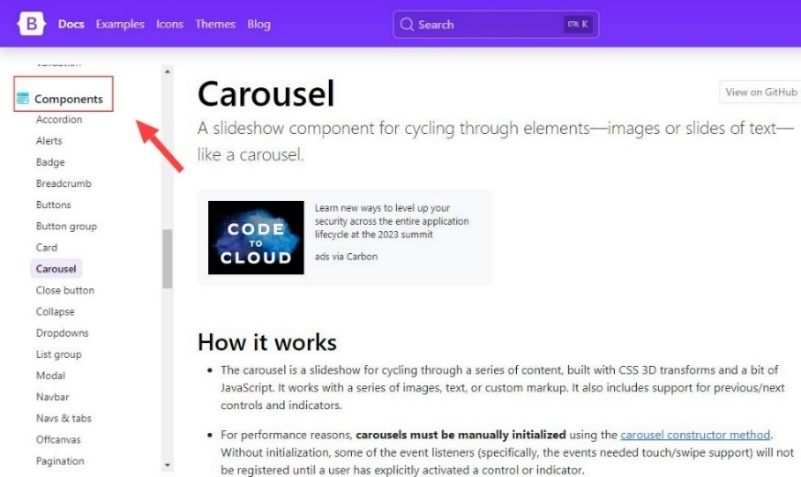 B Docs Examples Icons Themes Blog Search CTRL K
Components
Accordion
Alerts
Badge
Breadcrumb
Buttons
Button group
Card
Carousel
Close button
Collapse
Dropdowns
List group
Modal
Navbar
Navs & tabs
Offcanvas
Pagination
Carousel
View on GitHub
A slideshow component for cycling through elements—images or slides of text—
like a carousel.
CODE
TO
CLOUD
Learn new ways to level up your
security across the entire application
lifecycle at the 2023 summit
ads via Carbon
How it works
• The carousel is a slideshow for cycling through a series of content, built with CSS 3D transforms and a bit of
JavaScript. It works with a series of images, text, or custom markup. It also includes support for previous/next
controls and indicators.
• For performance reasons, carousels must be manually initialized using the carousel constructor method.
Without initialization, some of the event listeners (specifically, the events needed touch/swipe support) will not
be registered until a user has explicitly activated a control or indicator.